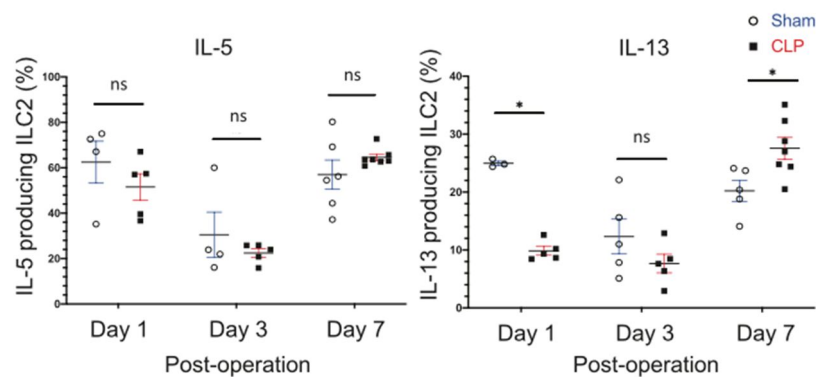 Sham
CLP
IL-5
IL-13
IL-5 producing ILC2 (%)
100
80
60
40
20
0
ns
ns
ns
Day 1
Day 3
Day 7
Post-operation
IL-13 producing ILC2 (%)
40
30
20
10
0
*
ns
*
Day 1
Day 3
Day 7
Post-operation